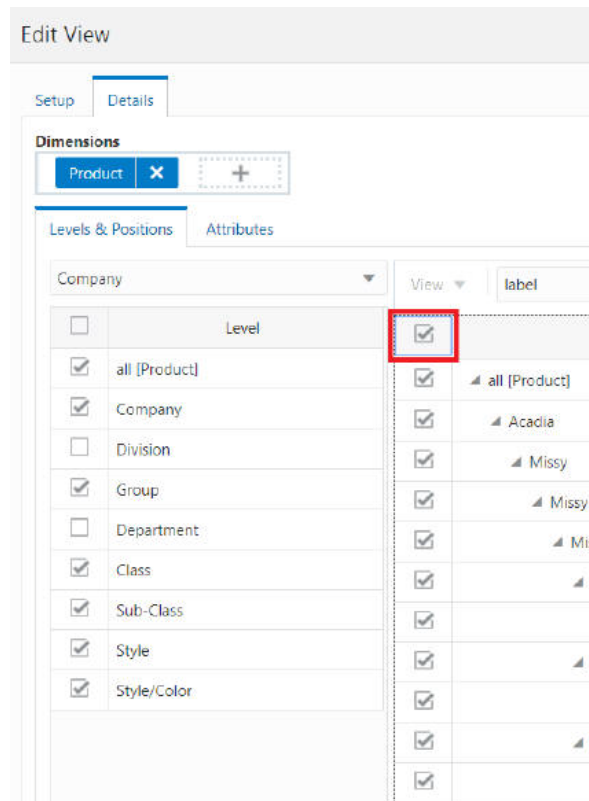 Edit View
Setup Details
Dimensions
Product
Levels & Positions Attributes
Company
View label
Level
all [Product]
Company
Division
Group
Department
Class
Sub-Class
Style
Style/Color
all [Product]
Acadia
Missy
Missy